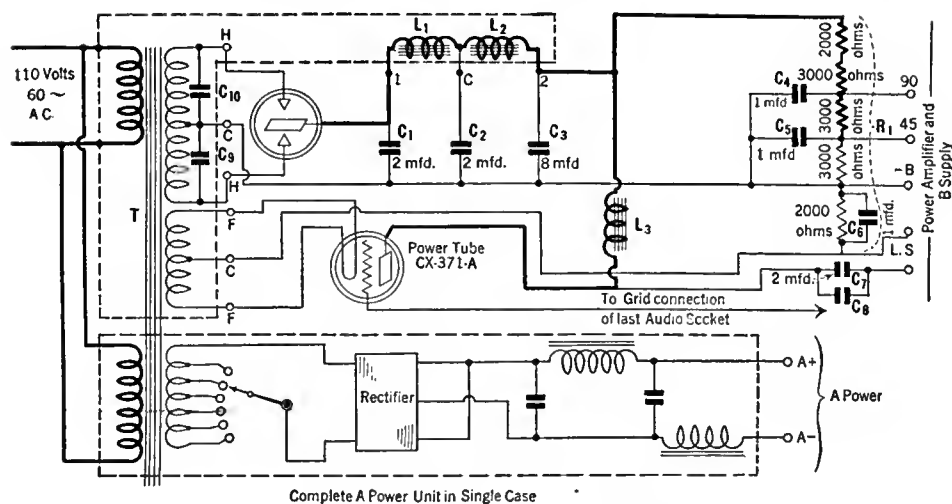 110 Volts
60 ~
A C.
T
H
C₁₀
C
C₉
H
F
C
F
L₁ L₂
1 C 2
C₁
2 mfd.
C₂
2 mfd.
C₃
8 mfd
Power Tube
CX-371-A
L₃
2000
ohms
3000
ohms
3000
ohms
3000
ohms
2000
ohms
C₄
1 mfd
C₅
1 mfd
R₁
C₆
1 mfd.
2 mfd.
C₇
C₈
90
45
-B
L.S
Power Amplifier and
B Supply
To Grid connection
of last Audio Socket
Rectifier
A+
A-
A Power
Complete A Power Unit in Single Case